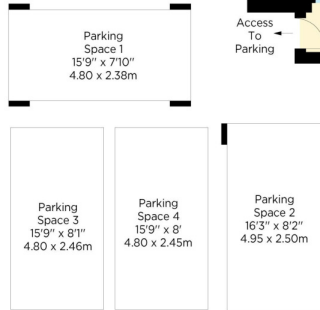 Parking
Space 1
15'9" x 7'10"
4.80 x 2.38m
Access
To
Parking
Parking
Space 3
15'9" x 8'1"
4.80 x 2.46m
Parking
Space 4
15'9" x 8'
4.80 x 2.45m
Parking
Space 2
16'3" x 8'2"
4.95 x 2.50m